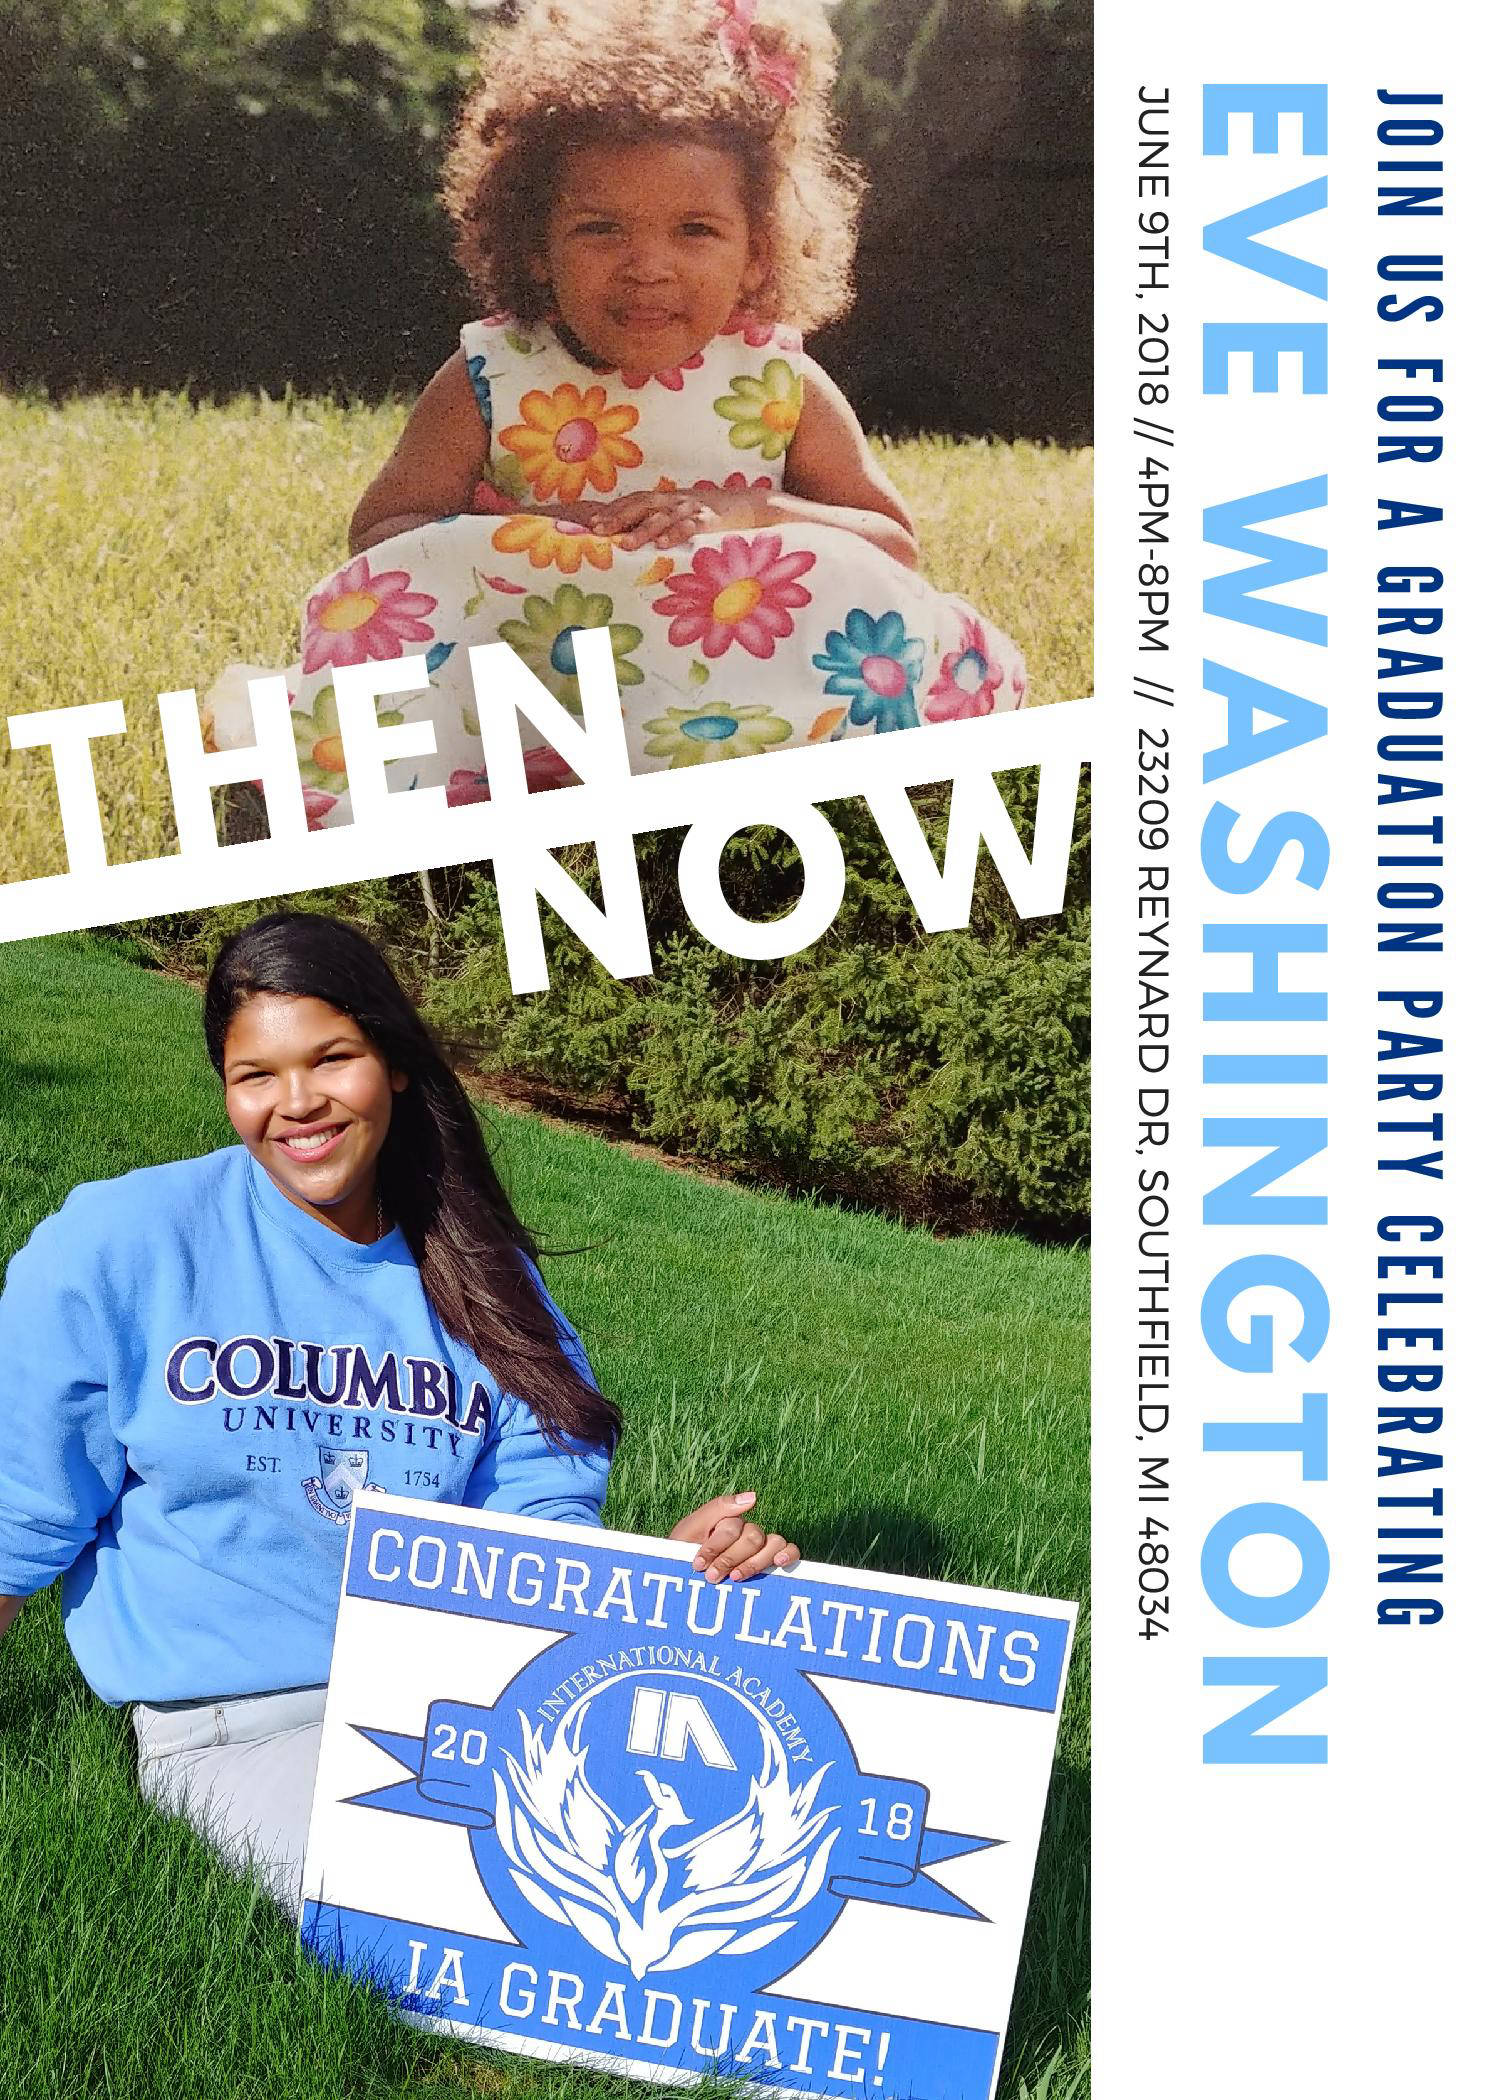 JOIN US FOR A GRADUATION PARTY CELEBRATING
EVE WASHINGTON
JUNE 9TH, 2018 // 4PM-8PM // 23209 REYNARD DR, SOUTHFIELD, MI 48034
THEN
NOW
COLUMBIA
UNIVERSITY
EST. 1754
CONGRATULATIONS
INTERNATIONAL ACADEMY
IA
20 18
IA GRADUATE!